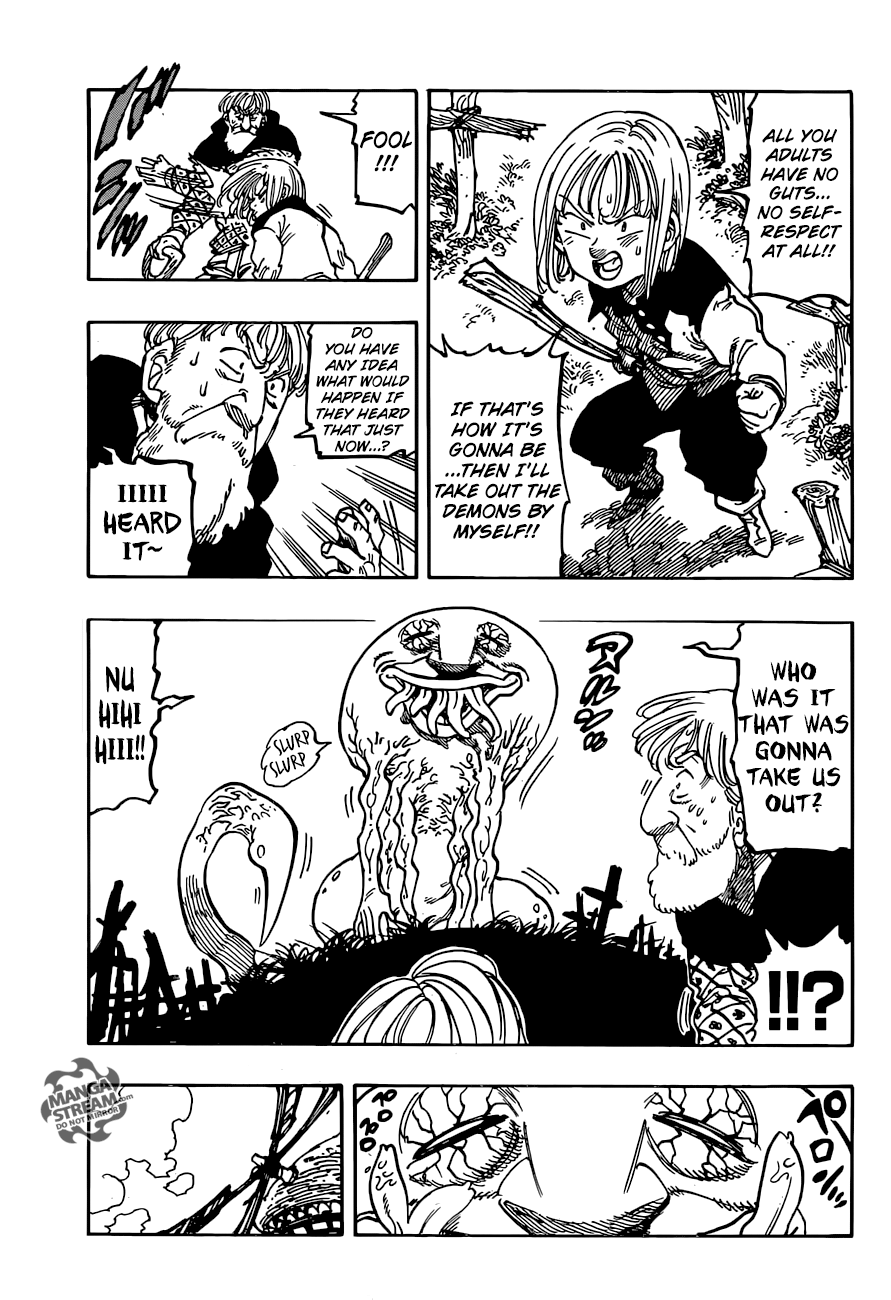 ALL YOU
ADULTS
HAVE NO
GUTS...
NO SELF-
RESPECT
AT ALL!!
IF THAT'S
HOW IT'S
GONNA BE
...THEN I'LL
TAKE OUT THE
DEMONS BY
MYSELF!!
FOOL
!!!
DO
YOU HAVE
ANY IDEA
WHAT WOULD
HAPPEN IF
THEY HEARD
THAT JUST
NOW...?
IIIII
HEARD
IT~
WHO
WAS IT
THAT WAS
GONNA
TAKE US
OUT?
!!?
SLURP
SLURP
NU
HIHI
HIII!!
MANGA
STREAM.com
DO NOT MIRROR